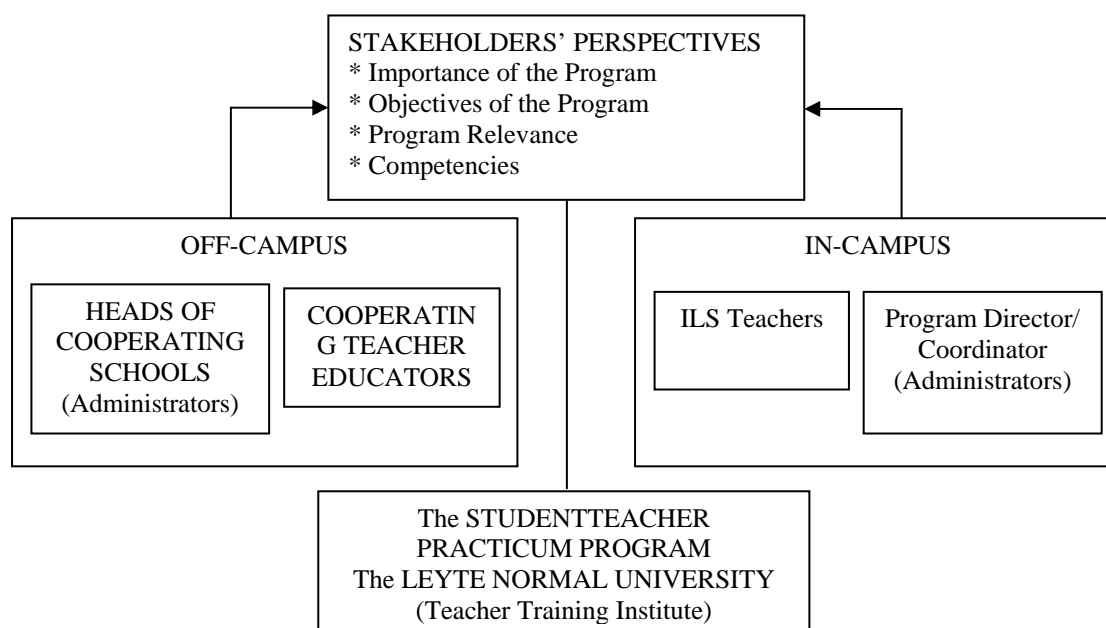 STAKEHOLDERS’ PERSPECTIVES
* Importance of the Program
* Objectives of the Program
* Program Relevance
* Competencies
OFF-CAMPUS
HEADS OF
COOPERATING
SCHOOLS
(Administrators)
COOPERATIN
G TEACHER
EDUCATORS
IN-CAMPUS
ILS Teachers
Program Director/
Coordinator
(Administrators)
The STUDENTTEACHER
PRACTICUM PROGRAM
The LEYTE NORMAL UNIVERSITY
(Teacher Training Institute)